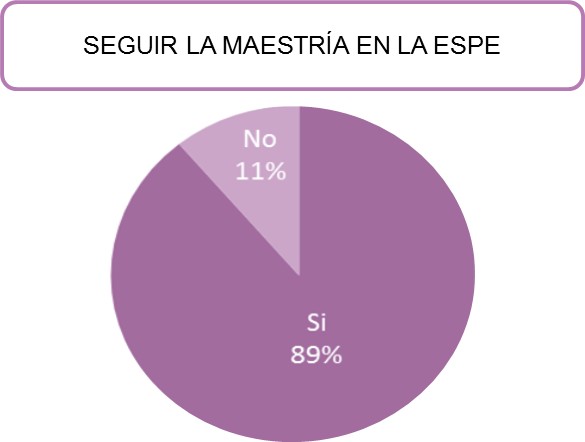 SEGUIR LA MAESTRÍA EN LA ESPE
No
11%
Si
89%